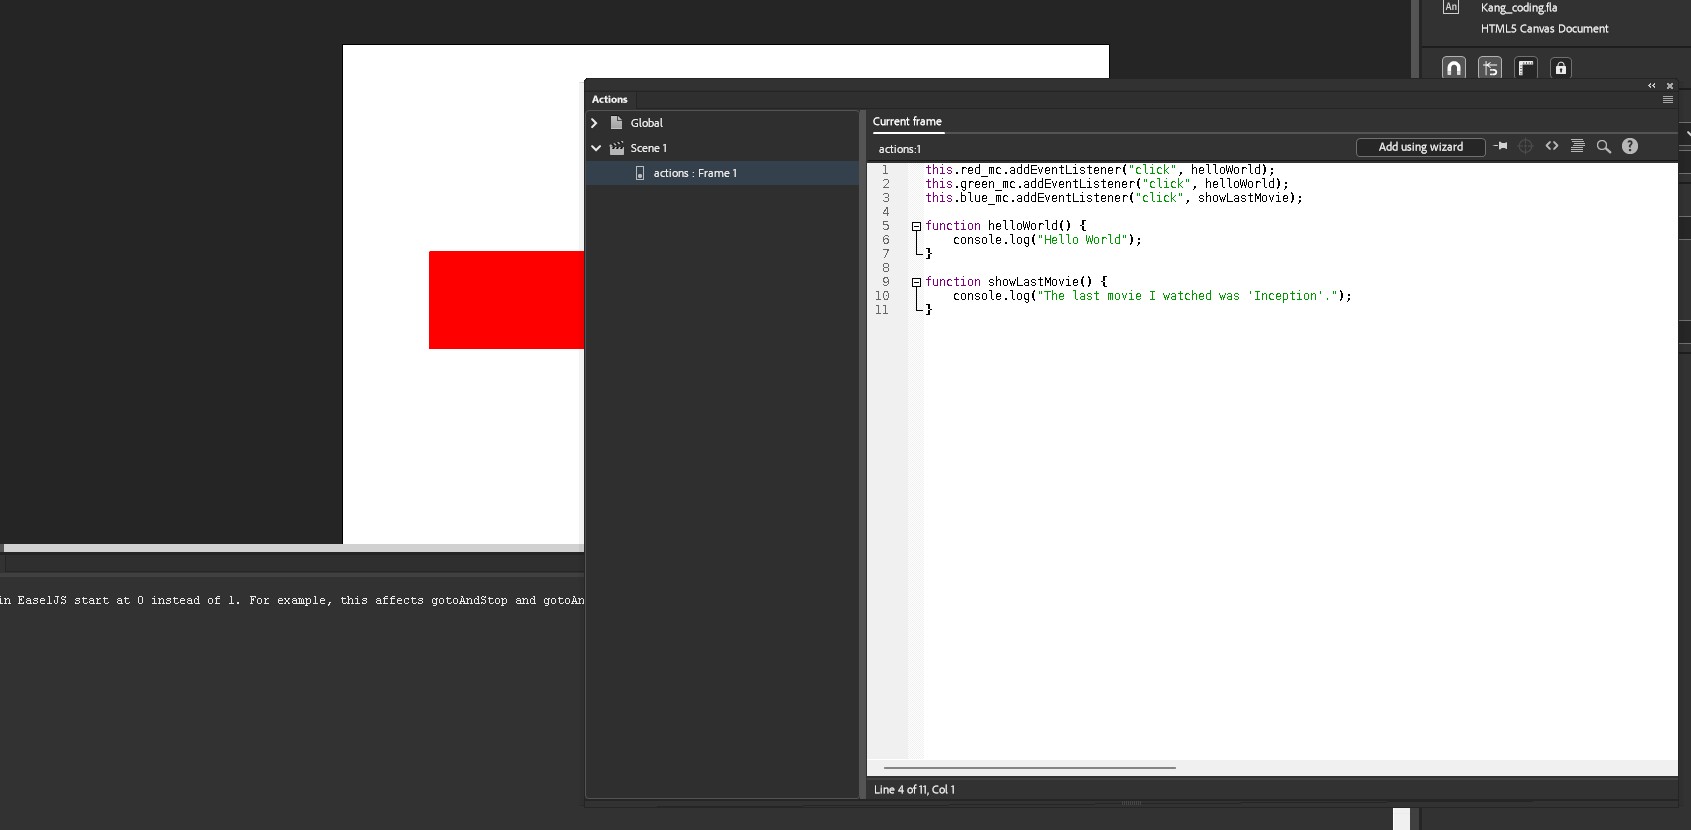 An Kang_coding.fla
HTML5 Canvas Document
Actions
Global
Scene 1
actions : Frame 1
Current frame
actions:1
Add using wizard
1 this.red_mc.addEventListener("click", helloWorld);
2 this.green_mc.addEventListener("click", helloWorld);
3 this.blue_mc.addEventListener("click", showLastMovie);
4
5 function helloWorld() {
6 console.log("Hello World");
7 }
8
9 function showLastMovie() {
10 console.log("The last movie I watched was 'Inception'.");
11 }
in EaselJS start at 0 instead of 1. For example, this affects gotoAndStop and gotoAn
Line 4 of 11, Col 1